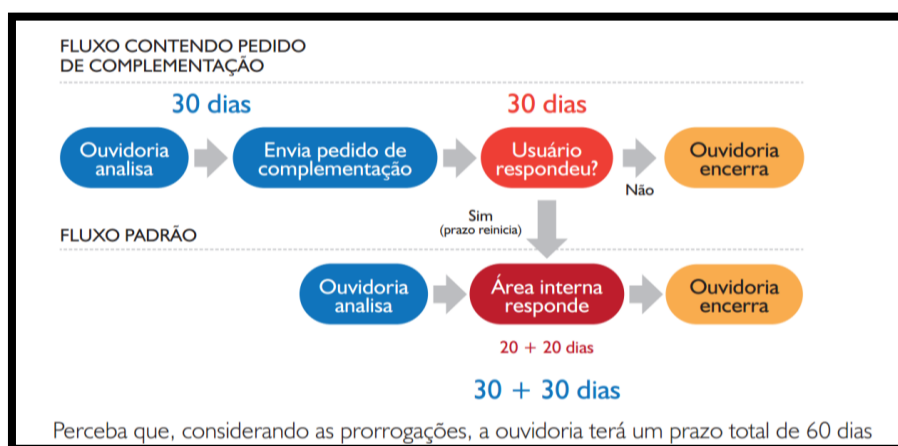 FLUXO CONTENDO PEDIDO
DE COMPLEMENTAÇÃO
30 dias
30 dias
Ouvidoria
analisa
Envia pedido de
complementação
Usuário
respondeu?
Não
Ouvidoria
encerra
Sim
(prazo reinicia)
FLUXO PADRÃO
Ouvidoria
analisa
Área interna
responde
Ouvidoria
encerra
20 + 20 dias
30 + 30 dias
Perceba que, considerando as prorrogações, a ouvidoria terá um prazo total de 60 dias